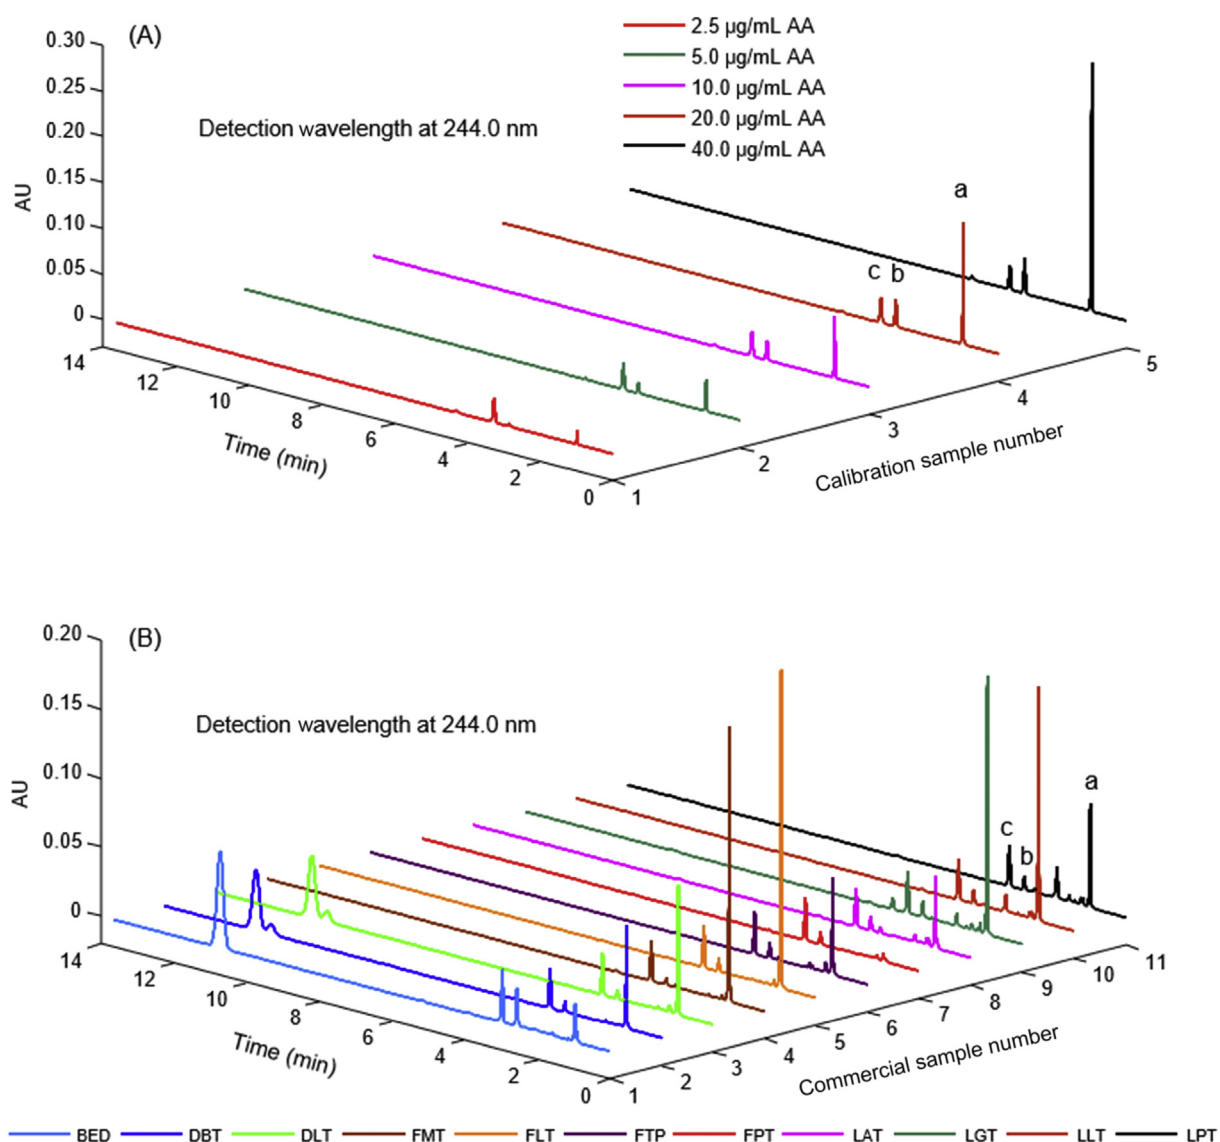 (A)
0.30
0.25
0.20
0.15
0.10
0.05
0
AU
Detection wavelength at 244.0 nm
2.5 µg/mL AA
5.0 µg/mL AA
10.0 µg/mL AA
20.0 µg/mL AA
40.0 µg/mL AA
a
c b
14
12
10
8
6
4
2
0
Time (min)
1
2
3
4
5
Calibration sample number
(B)
0.20
0.15
0.10
0.05
0
AU
Detection wavelength at 244.0 nm
a
c
b
14
12
10
8
6
4
2
0
Time (min)
1
2
3
4
5
6
7
8
9
10
11
Commercial sample number
BED DBT DLT FMT FLT FTP FPT LAT LGT LLT LPT